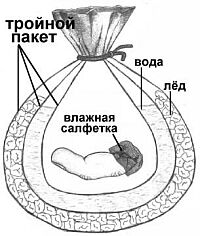 тройной
пакет
вода
лёд
влажная
салфетка